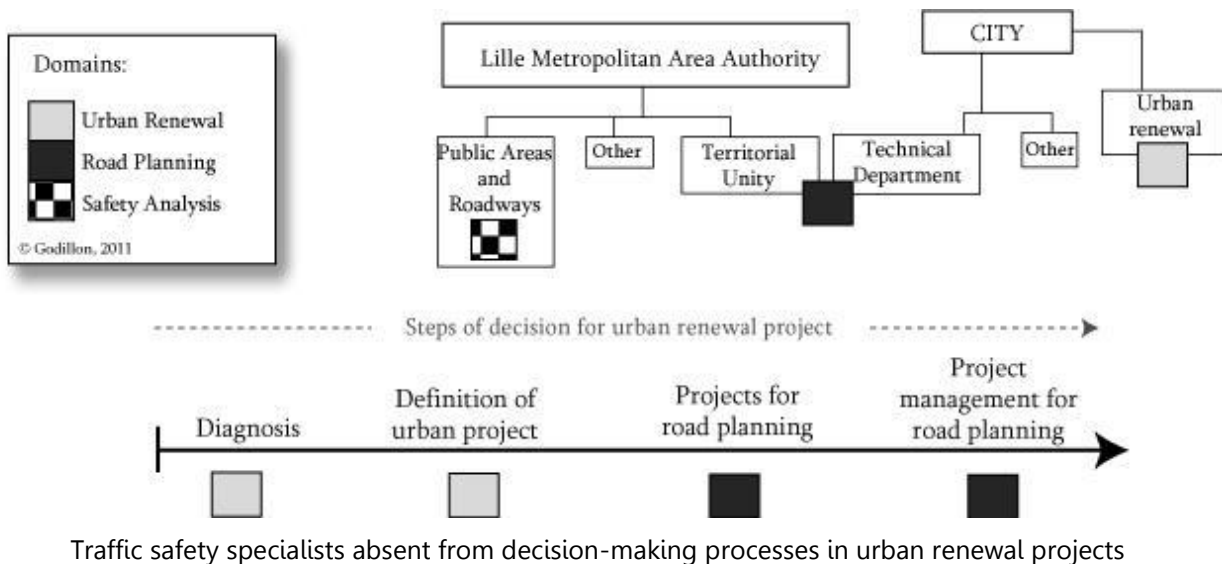 Domains:
Urban Renewal
Road Planning
Safety Analysis
© Godillon, 2011
Lille Metropolitan Area Authority
CITY
Public Areas
and
Roadways
Other
Territorial
Unity
Technical
Department
Other
Urban
renewal
Steps of decision for urban renewal project
Diagnosis
Definition of
urban project
Projects for
road planning
Project
management for
road planning
Traffic safety specialists absent from decision-making processes in urban renewal projects